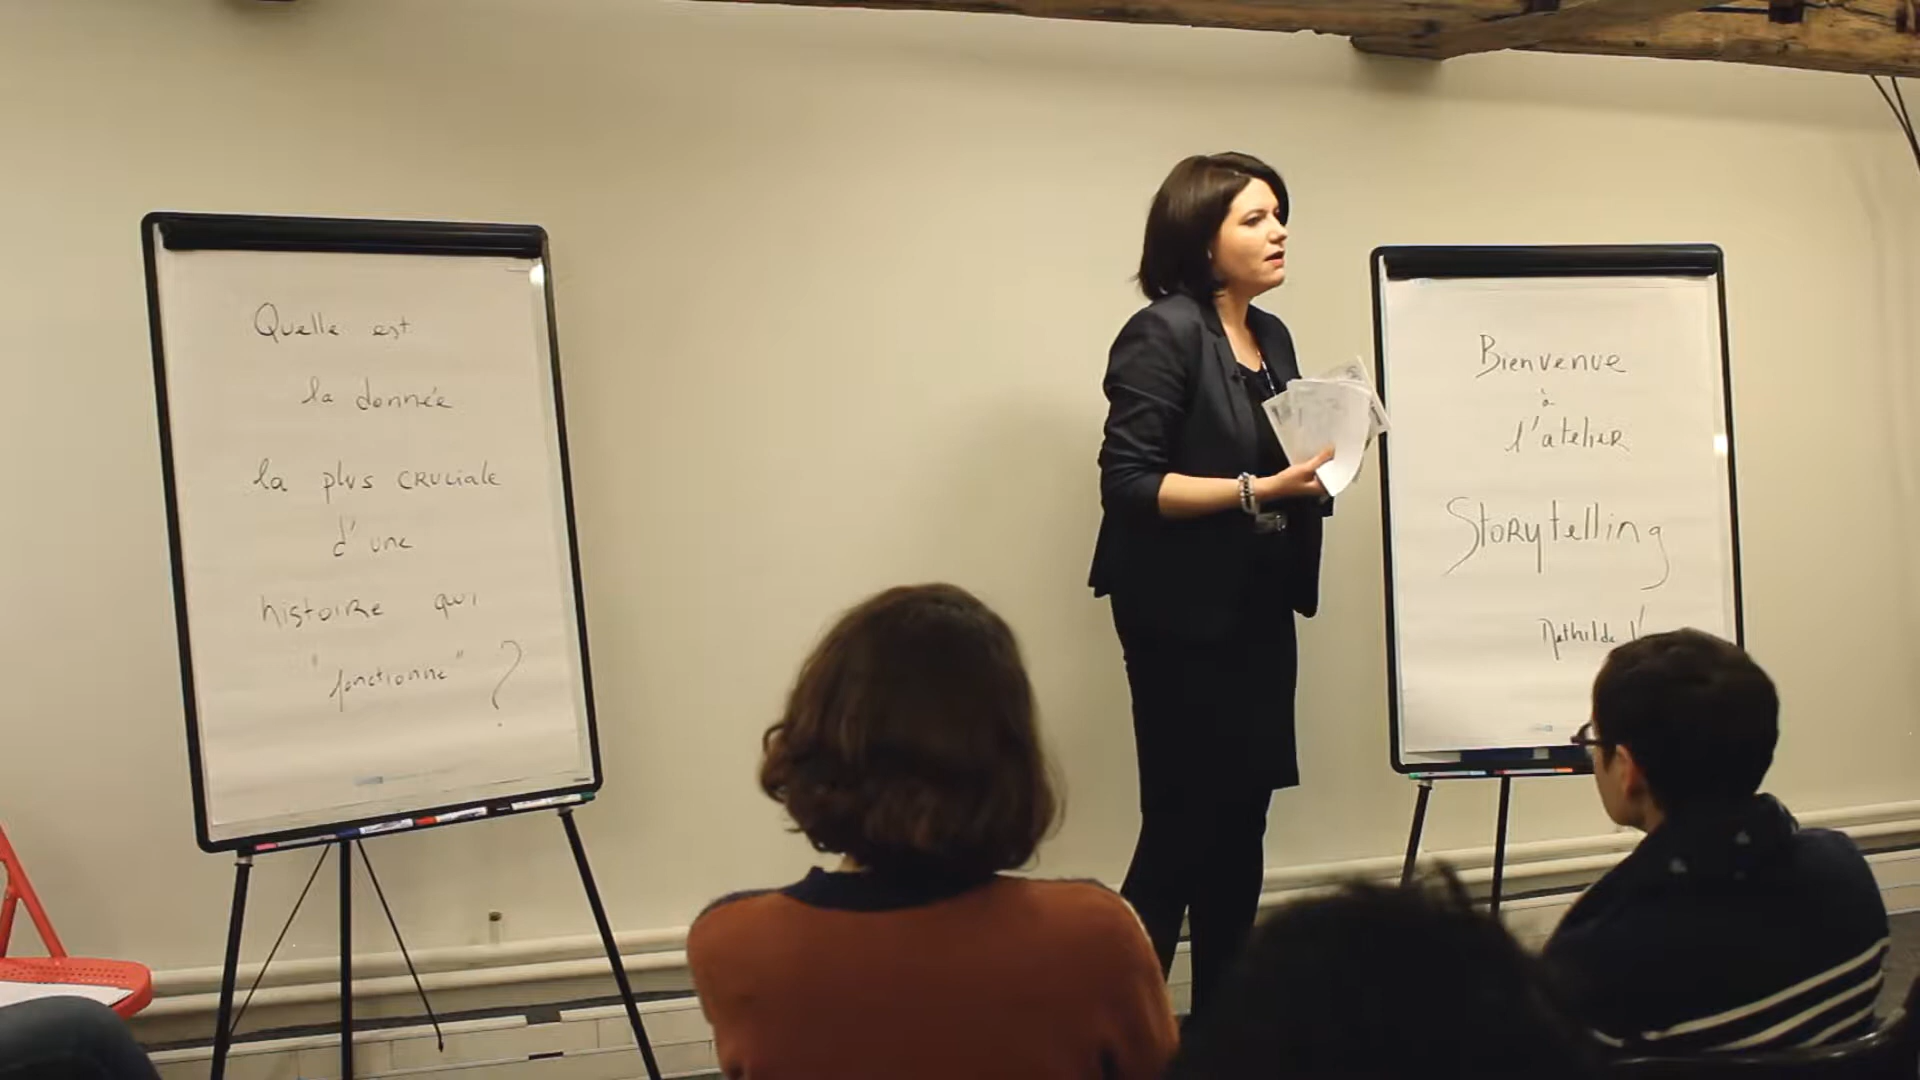 Quelle est
la donnée
la plus cruciale
d'une
histoire qui
"fonctionne" ?
Bienvenue
à
l'atelier
Storytelling
Mathilde